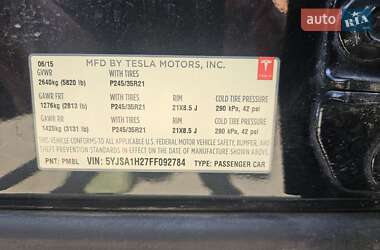 AUTO RIA
06/15
MFD BY TESLA MOTORS, INC.
GVWR WITH TIRES
2640kg (5820 lb) P245/35R21
GAWR FRT WITH TIRES RIM COLD TIRE PRESSURE
1276kg (2813 lb) P245/35R21 21X8.5 J 290 kPa, 42 psi
GAWR RR WITH TIRES RIM COLD TIRE PRESSURE
1420kg (3131 lb) P245/35R21 21X8.5 J 290 kPa, 42 psi
THIS VEHICLE CONFORMS TO ALL APPLICABLE U.S. FEDERAL MOTOR VEHICLE
SAFETY, BUMPER, AND THEFT PREVENTION STANDARDS IN EFFECT ON THE DATE OF
MANUFACTURE SHOWN ABOVE.
PNT: PMBL VIN: 5YJSA1H27FF092784 TYPE: PASSENGER CAR